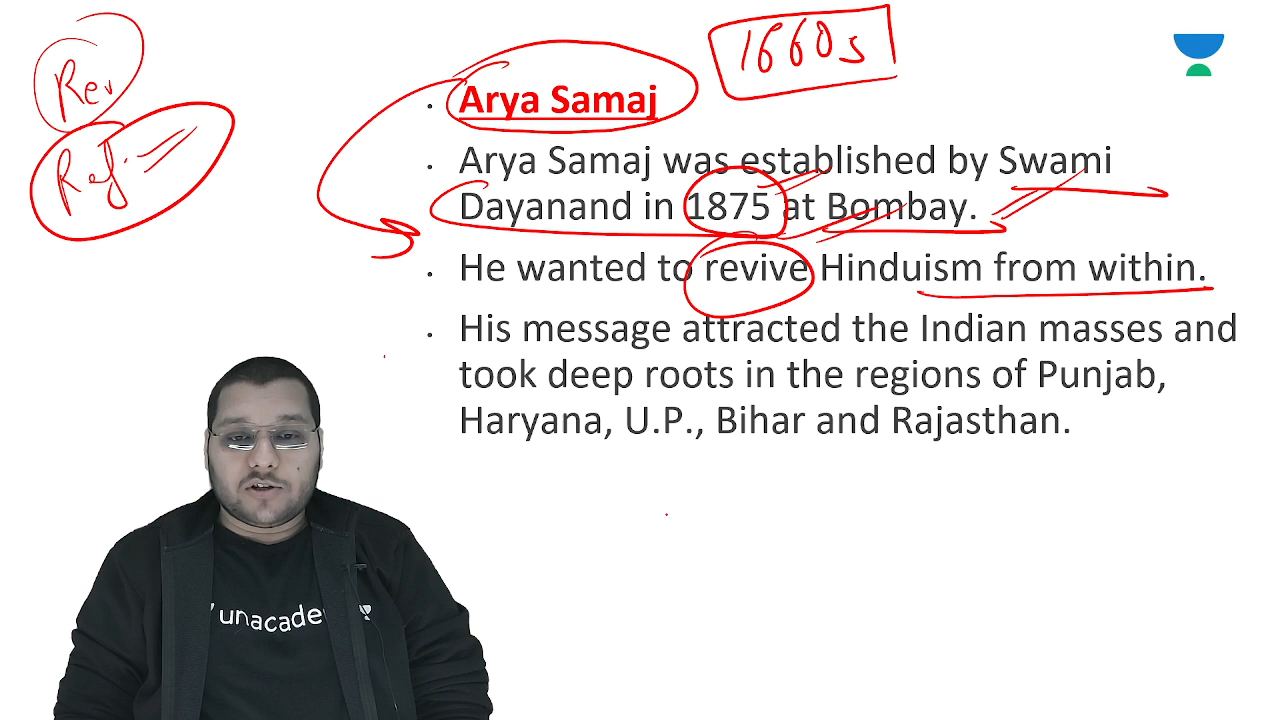 Rev
Ref:
1660s
Arya Samaj
Arya Samaj was established by Swami
Dayanand in 1875 at Bombay.
He wanted to revive Hinduism from within.
His message attracted the Indian masses and
took deep roots in the regions of Punjab,
Haryana, U.P., Bihar and Rajasthan.
unacade